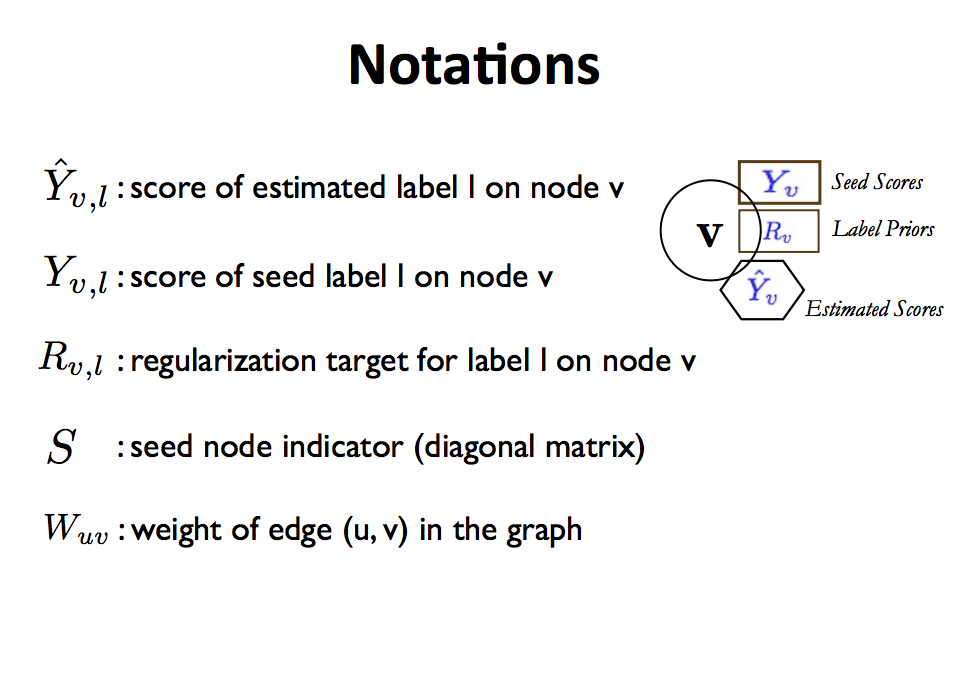 Notations
Ŷv,l : score of estimated label l on node v
Yv,l : score of seed label l on node v
Rv,l : regularization target for label l on node v
S : seed node indicator (diagonal matrix)
Wuv : weight of edge (u, v) in the graph
v
Yv Seed Scores
Rv Label Priors
Ŷv Estimated Scores